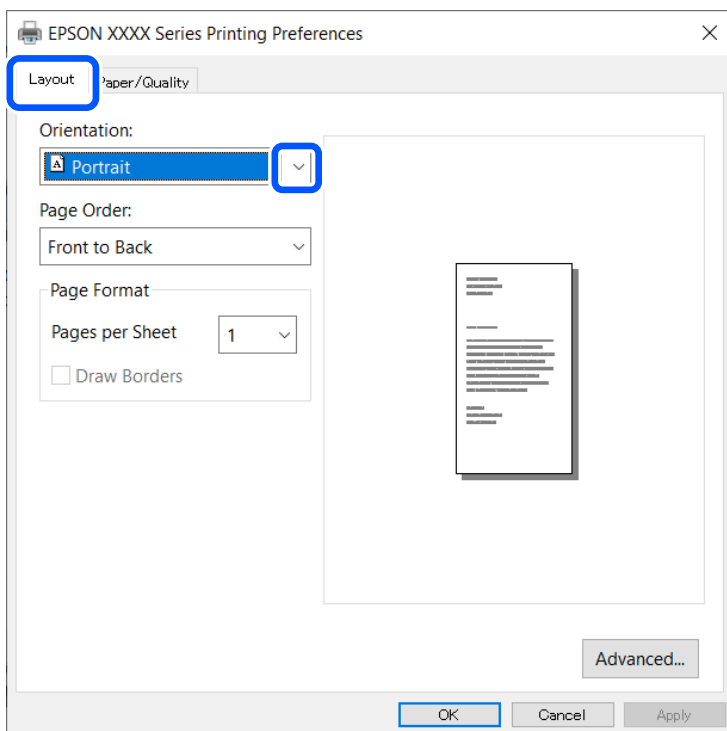 EPSON XXXX Series Printing Preferences
Layout
Paper/Quality
Orientation:
A Portrait
Page Order:
Front to Back
Page Format
Pages per Sheet 1
Draw Borders
Advanced...
OK Cancel Apply